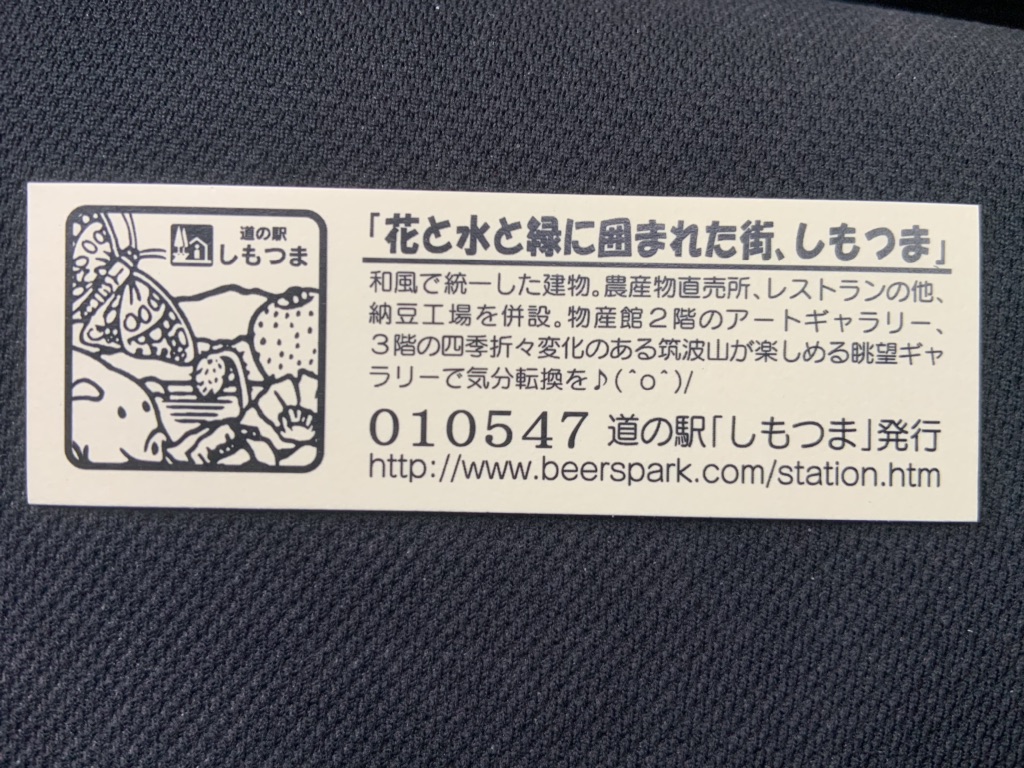 道の駅
しもつま
「花と水と緑に囲まれた街、しもつま」
和風で統一した建物。農産物直売所、レストランの他、
納豆工場を併設。物産館２階のアートギャラリー、
３階の四季折々変化のある筑波山が楽しめる眺望ギャ
ラリーで気分転換を♪(^o^)/
010547 道の駅「しもつま」発行
http://www.beerspark.com/station.htm